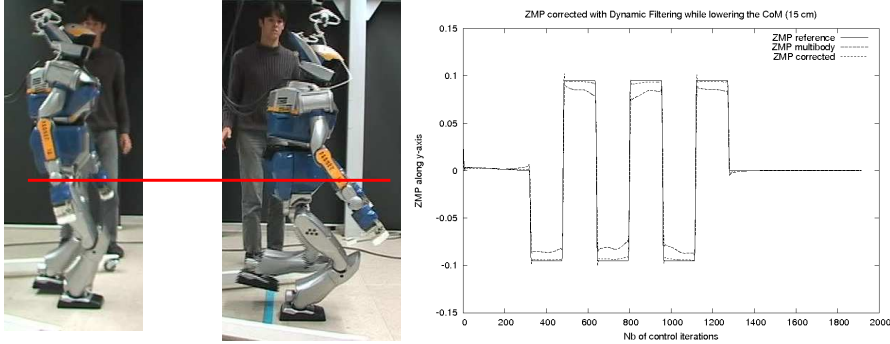 ZMP corrected with Dynamic Filtering while lowering the CoM (15 cm)
ZMP reference
ZMP multibody
ZMP corrected
ZMP along y-axis
0.15
0.1
0.05
0
-0.05
-0.1
-0.15
0 200 400 600 800 1000 1200 1400 1600 1800 2000
Nb of control iterations